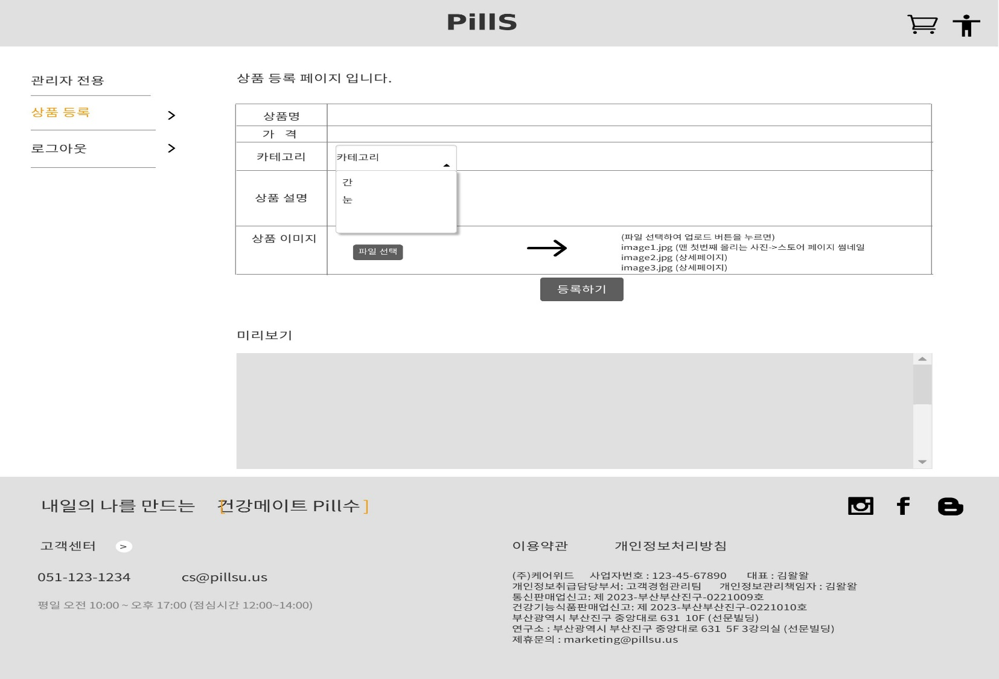 PillS
관리자 전용
상품 등록
>
로그아웃
>
상품 등록 페이지 입니다.
상품명
가 격
카테고리
카테고리
간
눈
상품 설명
상품 이미지
파일 선택
(파일 선택하여 업로드 버튼을 누르면)
image1.jpg (맨 첫번째 올리는 사진->스토어 페이지 썸네일
image2.jpg (상세페이지)
image3.jpg (상세페이지)
등록하기
미리보기
내일의 나를 만드는 [건강메이트 Pill수]
고객센터 >
051-123-1234 cs@pillsu.us
평일 오전 10:00 ~ 오후 17:00 (점심시간 12:00~14:00)
이용약관 개인정보처리방침
(주)케어위드 사업자번호 : 123-45-67890 대표 : 김왈왈
개인정보취급담당부서: 고객경험관리팀 개인정보관리책임자 : 김왈왈
통신판매업신고: 제 2023-부산부산진구-0221009호
건강기능식품판매업신고: 제 2023-부산부산진구-0221010호
부산광역시 부산진구 중앙대로 631 10F (선문빌딩)
연구소 : 부산광역시 부산진구 중앙대로 631 5F 3강의실 (선문빌딩)
제휴문의 : marketing@pillsu.us